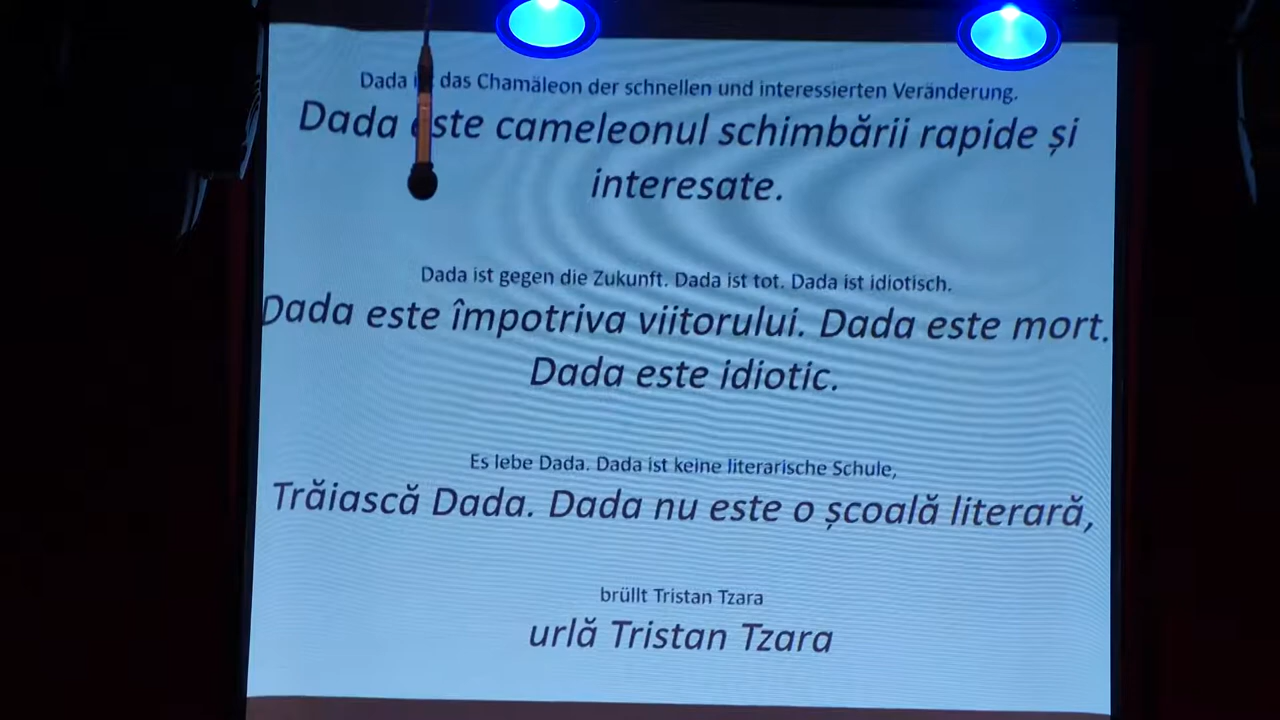 Dada ist das Chamäleon der schnellen und interessierten Veränderung.
Dada este cameleonul schimbării rapide și
interesate.
Dada ist gegen die Zukunft. Dada ist tot. Dada ist idiotisch.
Dada este împotriva viitorului. Dada este mort.
Dada este idiotic.
Es lebe Dada. Dada ist keine literarische Schule,
Trăiască Dada. Dada nu este o școală literară,
brüllt Tristan Tzara
urlă Tristan Tzara